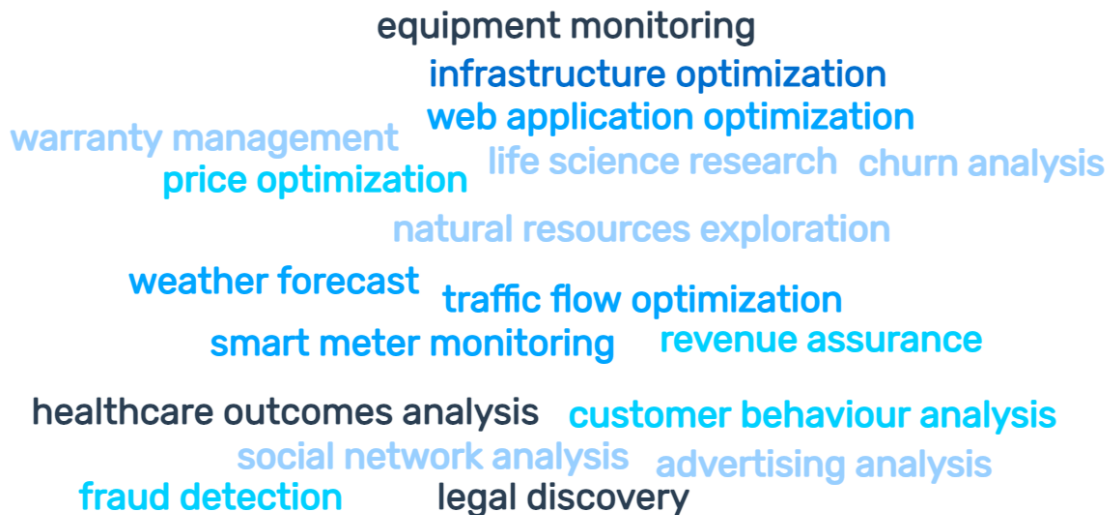 equipment monitoring
infrastructure optimization
web application optimization
warranty management
life science research
churn analysis
price optimization
natural resources exploration
weather forecast
traffic flow optimization
smart meter monitoring
revenue assurance
healthcare outcomes analysis
customer behaviour analysis
social network analysis
advertising analysis
fraud detection
legal discovery